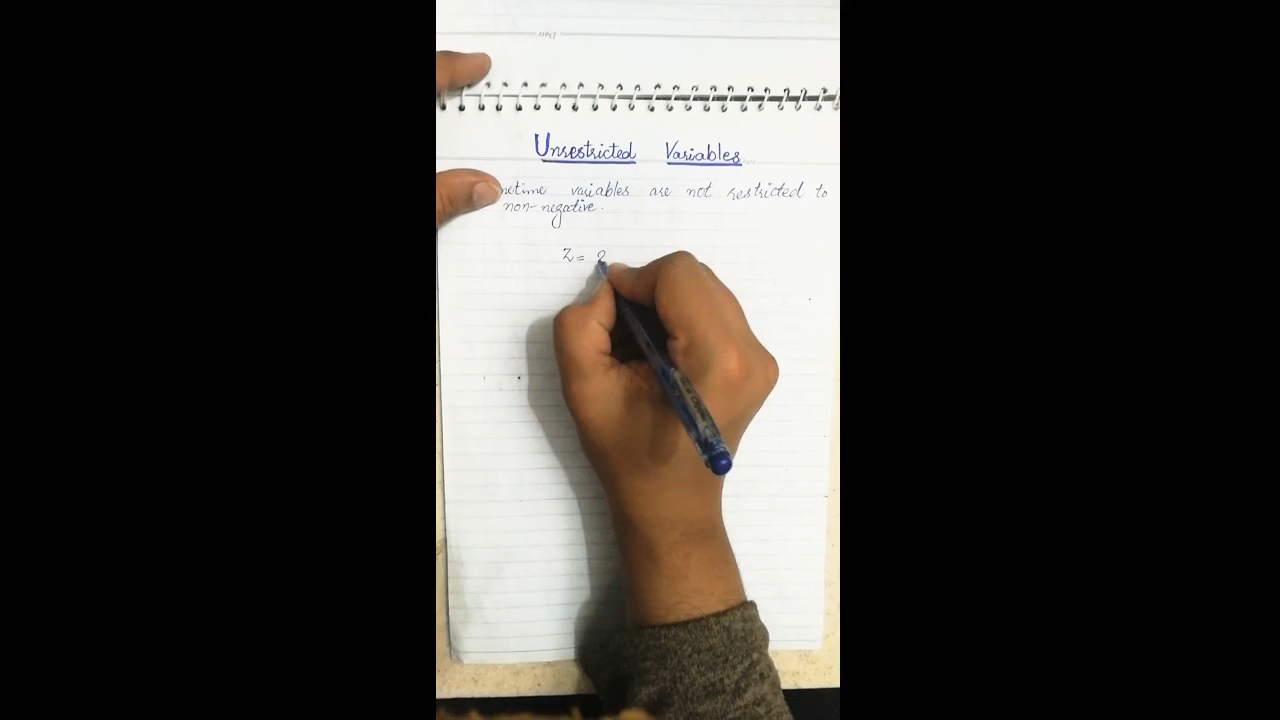 Unrestricted Variables
variables are not restricted to
non-negative.
Z =